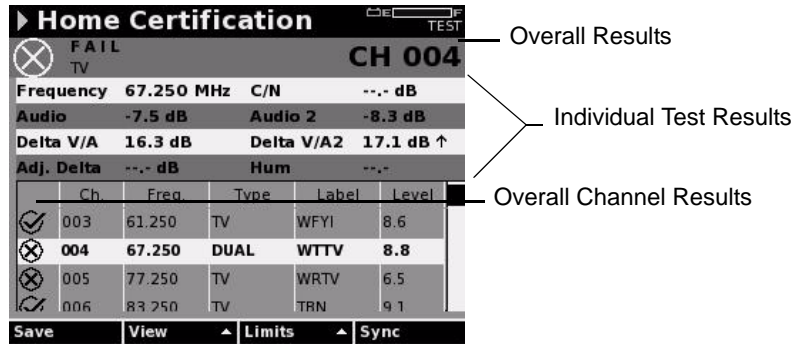 Home Certification
E F
TEST
FAIL
TV
CH 004
Frequency 67.250 MHz C/N --.- dB
Audio -7.5 dB Audio 2 -8.3 dB
Delta V/A 16.3 dB Delta V/A2 17.1 dB ↑
Adj. Delta --.- dB Hum --.-
Ch. Freq. Type Label Level
003 61.250 TV WFYI 8.6
004 67.250 DUAL WTTV 8.8
005 77.250 TV WRTV 6.5
006 83.250 TV TBN 9.1
Save View Limits Sync
Overall Results
Individual Test Results
Overall Channel Results